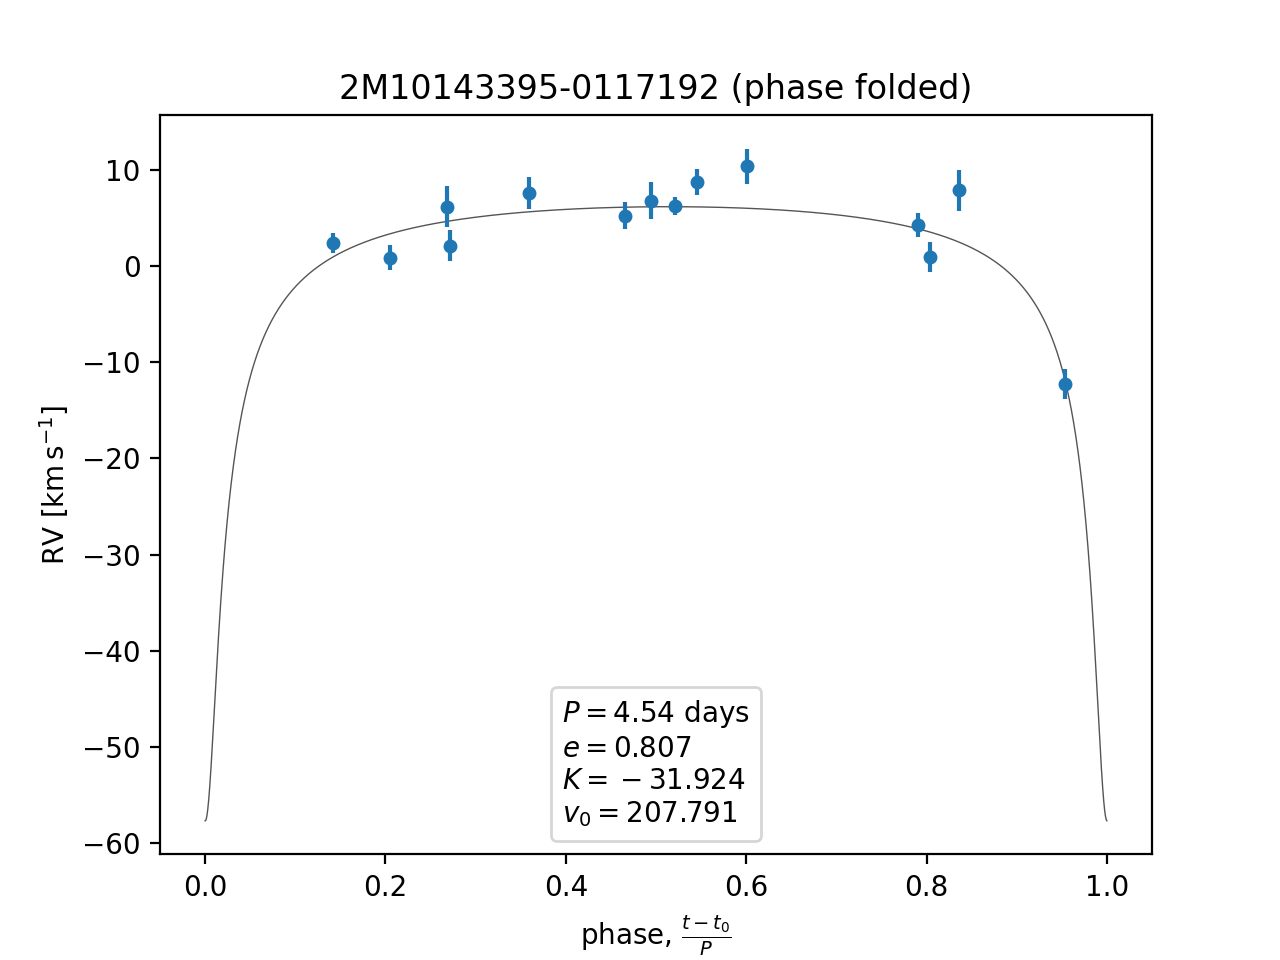 2M10143395-0117192 (phase folded)
RV [km s⁻¹]
10
0
−10
−20
−30
−40
−50
−60
P = 4.54 days
e = 0.807
K = − 31.924
v₀ = 207.791
0.0 0.2 0.4 0.6 0.8 1.0
phase, (t − t₀)/P